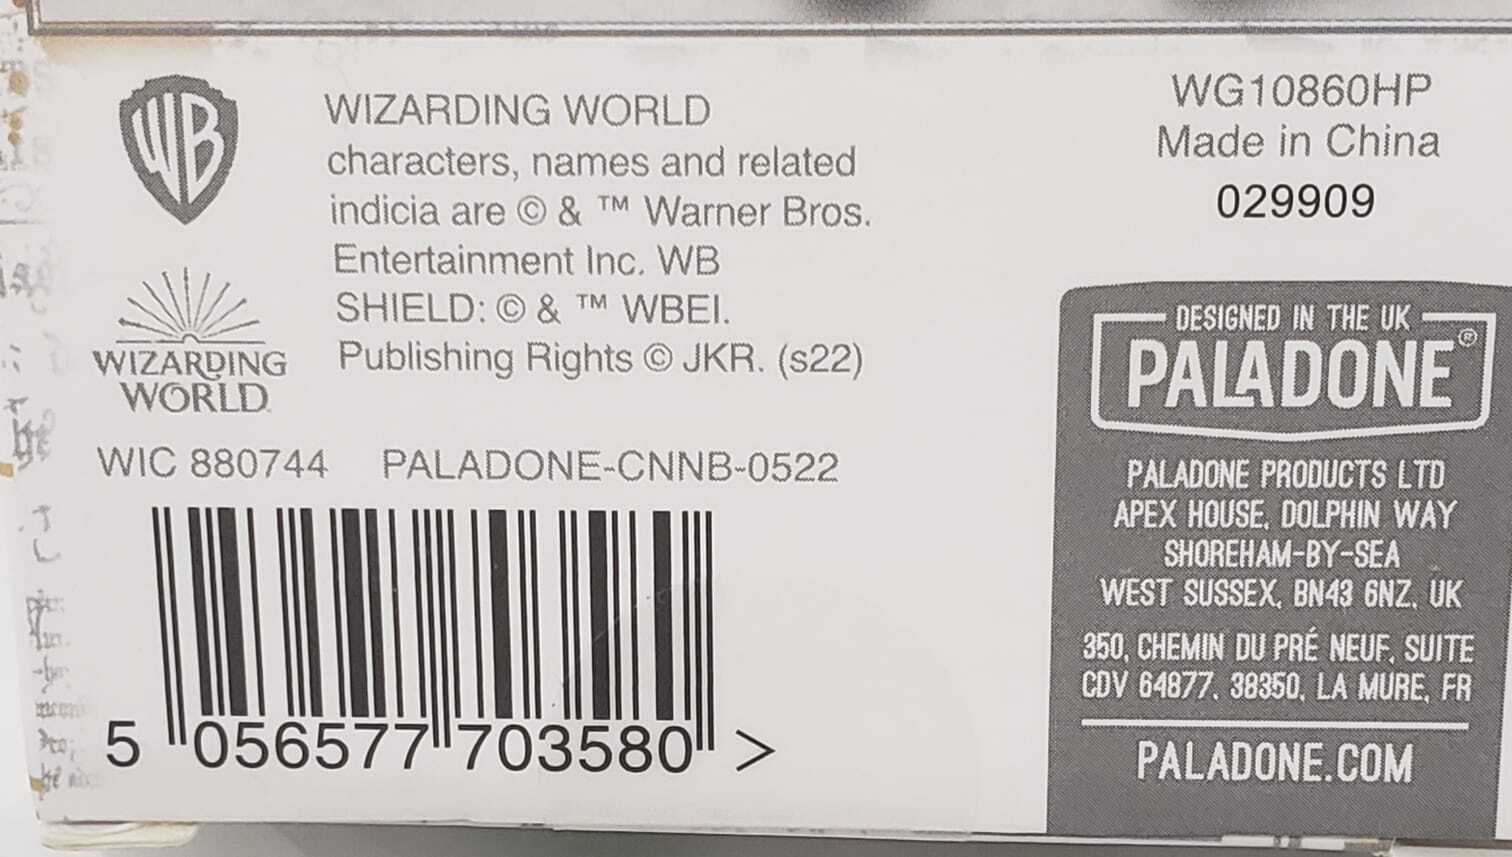 WB
WIZARDING WORLD
characters, names and related
indicia are © & ™ Warner Bros.
Entertainment Inc. WB
SHIELD: © & ™ WBEI.
Publishing Rights © JKR. (s22)
WIZARDING
WORLD
WIC 880744 PALADONE-CNNB-0522
5 056577 703580 >
WG10860HP
Made in China
029909
DESIGNED IN THE UK
PALADONE®
PALADONE PRODUCTS LTD
APEX HOUSE, DOLPHIN WAY
SHOREHAM-BY-SEA
WEST SUSSEX, BN43 6NZ, UK
350, CHEMIN DU PRÉ NEUF, SUITE
CDV 64877, 38350, LA MURE, FR
PALADONE.COM